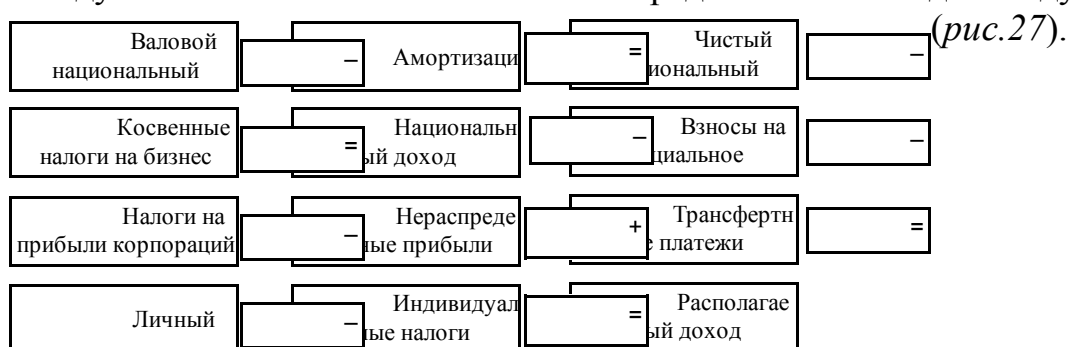 (рис.27).
Валовой
национальный
–
Амортизаци
=
Чистый
иональный
–
Косвенные
налоги на бизнес
=
Национальн
ый доход
–
Взносы на
циальное
–
Налоги на
прибыли корпораций
–
Нераспреде
ные прибыли
+
Трансфертн
е платежи
=
Личный
–
Индивидуал
ные налоги
=
Располагае
ый доход